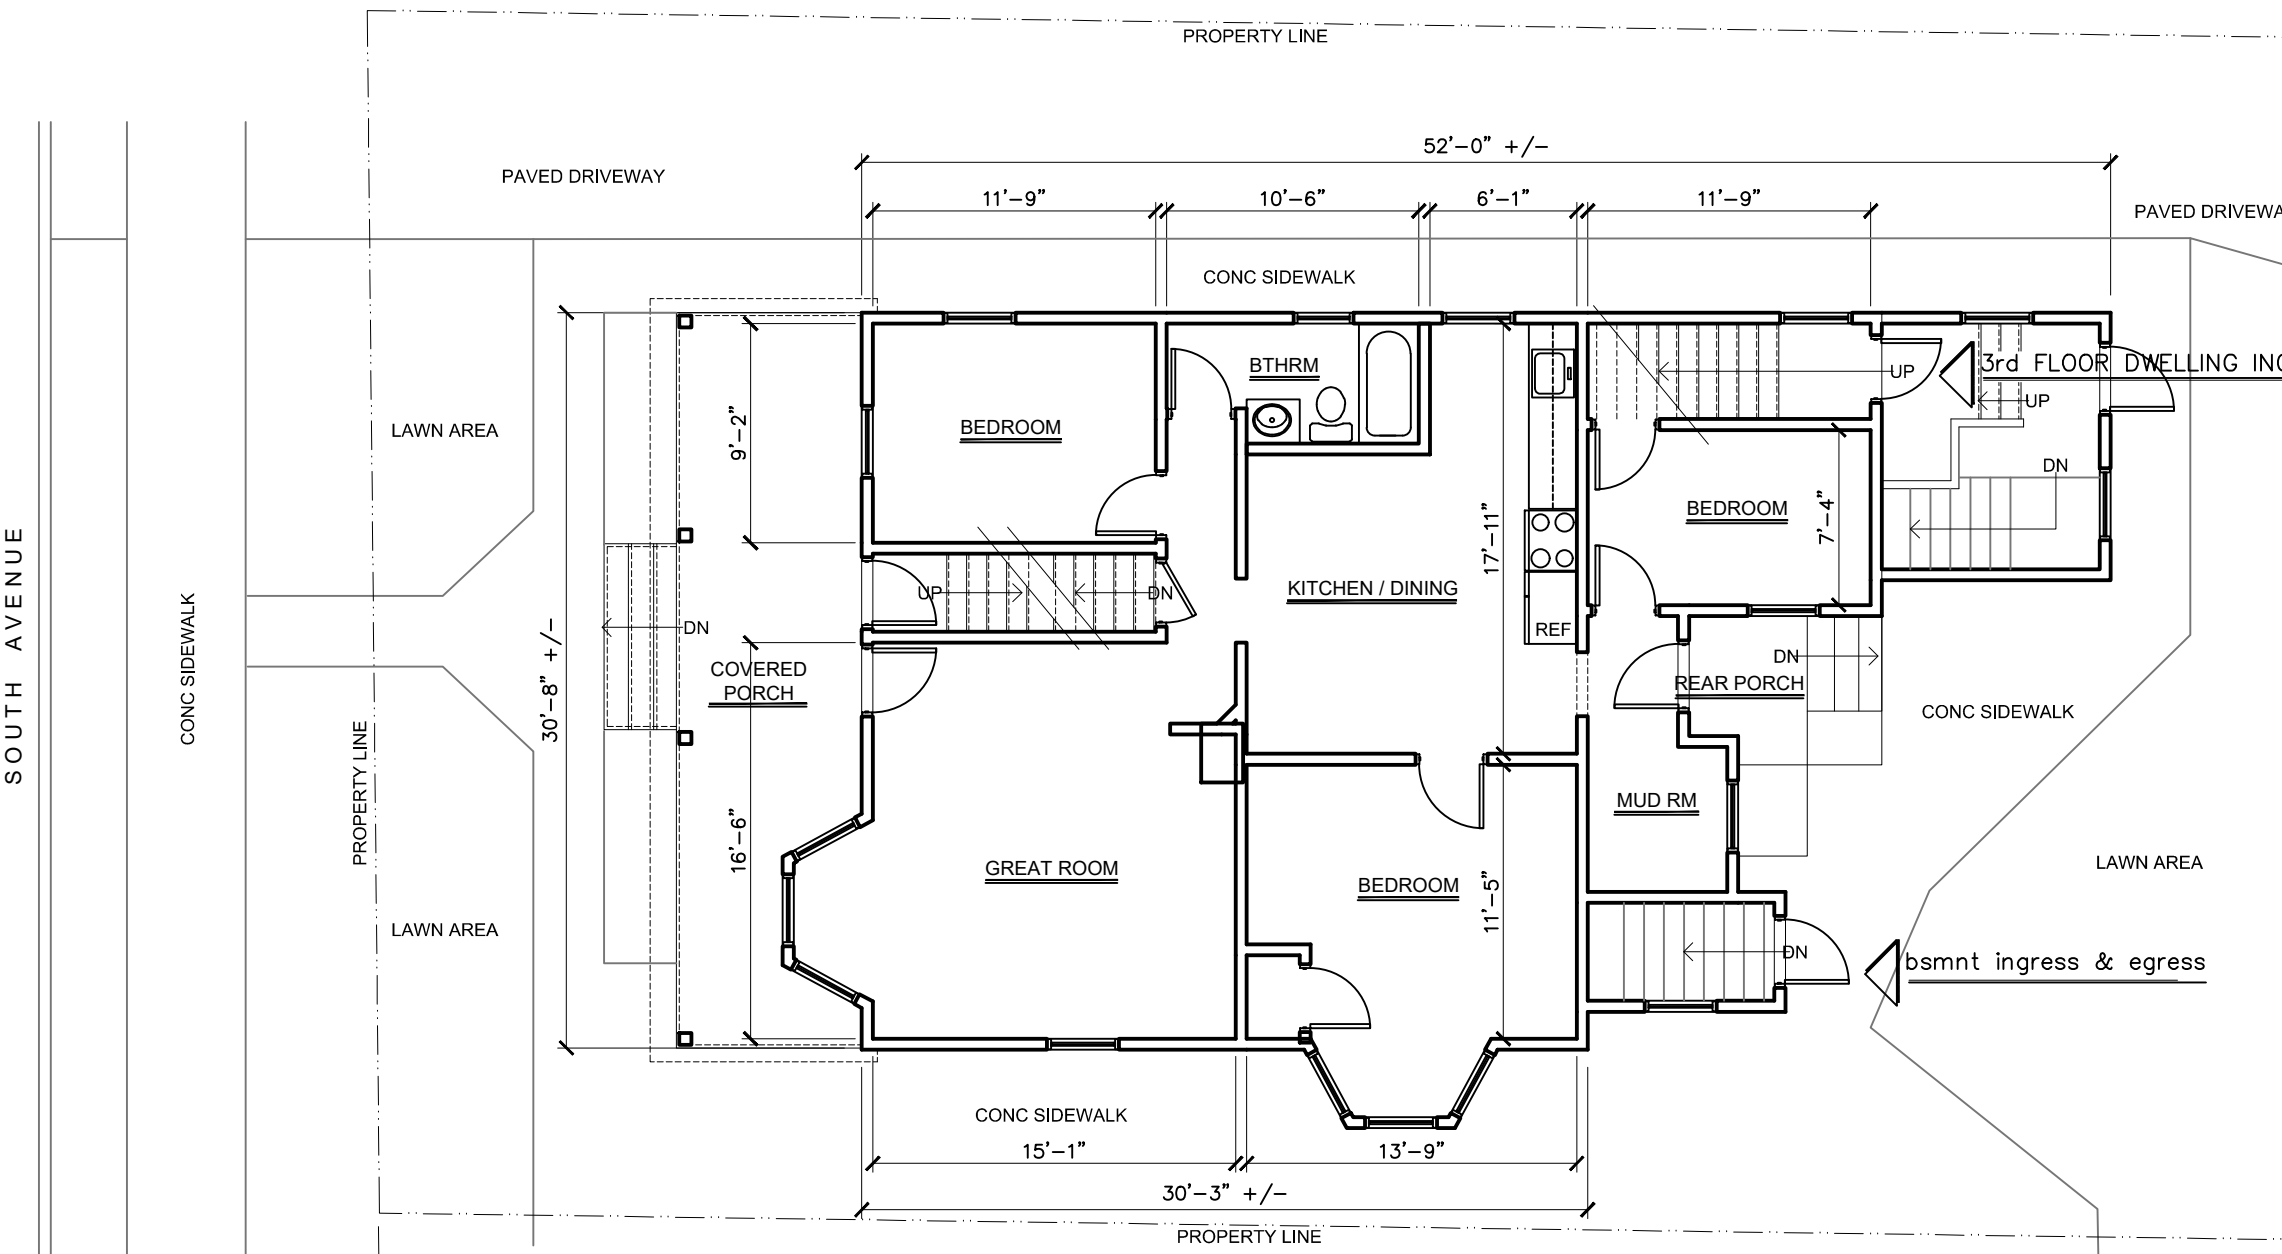 PROPERTY LINE
52’-0” +/-
PAVED DRIVEWAY
11’-9”
10’-6”
6’-1”
11’-9”
PAVED DRIVEWA
CONC SIDEWALK
BTHRM
UP
3rd FLOOR DWELLING ING
UP
LAWN AREA
9’-2”
BEDROOM
DN
BEDROOM
7’-4”
17’-11”
SOUTH AVENUE
CONC SIDEWALK
UP
DN
KITCHEN / DINING
REF
DN
30’-8” +/-
COVERED
PORCH
DN
REAR PORCH
CONC SIDEWALK
PROPERTY LINE
MUD RM
16’-6”
GREAT ROOM
BEDROOM
11’-5”
LAWN AREA
LAWN AREA
DN
bsmnt ingress & egress
CONC SIDEWALK
15’-1”
13’-9”
30’-3” +/-
PROPERTY LINE